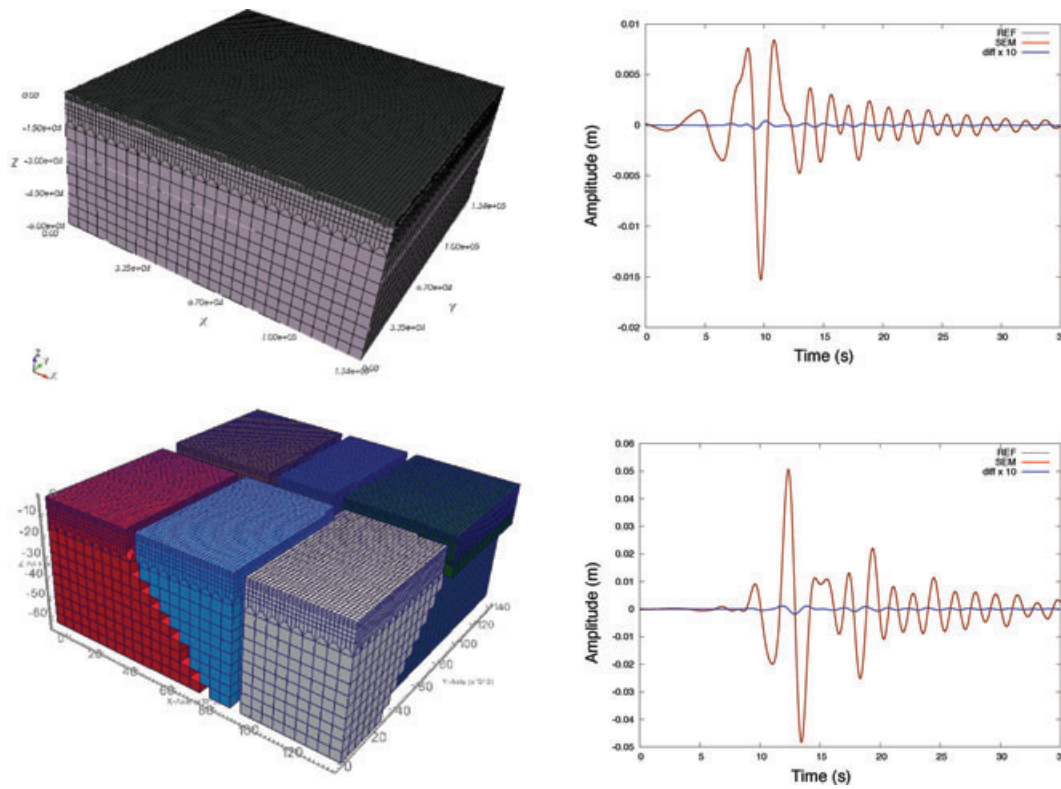 0.00
-1.50e+04
-3.00e+04
-4.50e+04
-6.00e+04
0.00
Z
3.35e+04
6.70e+04
X
1.00e+05
1.34e+05
0.00
3.35e+04
Y
6.70e+04
1.00e+05
1.34e+05
Z
Y
X
0.01
0.005
0
-0.005
-0.01
-0.015
-0.02
Amplitude (m)
REF
SEM
diff x 10
0 5 10 15 20 25 30 35
Time (s)
-10
-20
-30
-40
-50
-60
0
20
40
60
80
100
120
0
20
40
60
80
100
120
140
Y-Axis (x10^3)
0.06
0.05
0.04
0.03
0.02
0.01
0
-0.01
-0.02
-0.03
-0.04
-0.05
Amplitude (m)
REF
SEM
diff x 10
0 5 10 15 20 25 30 35
Time (s)